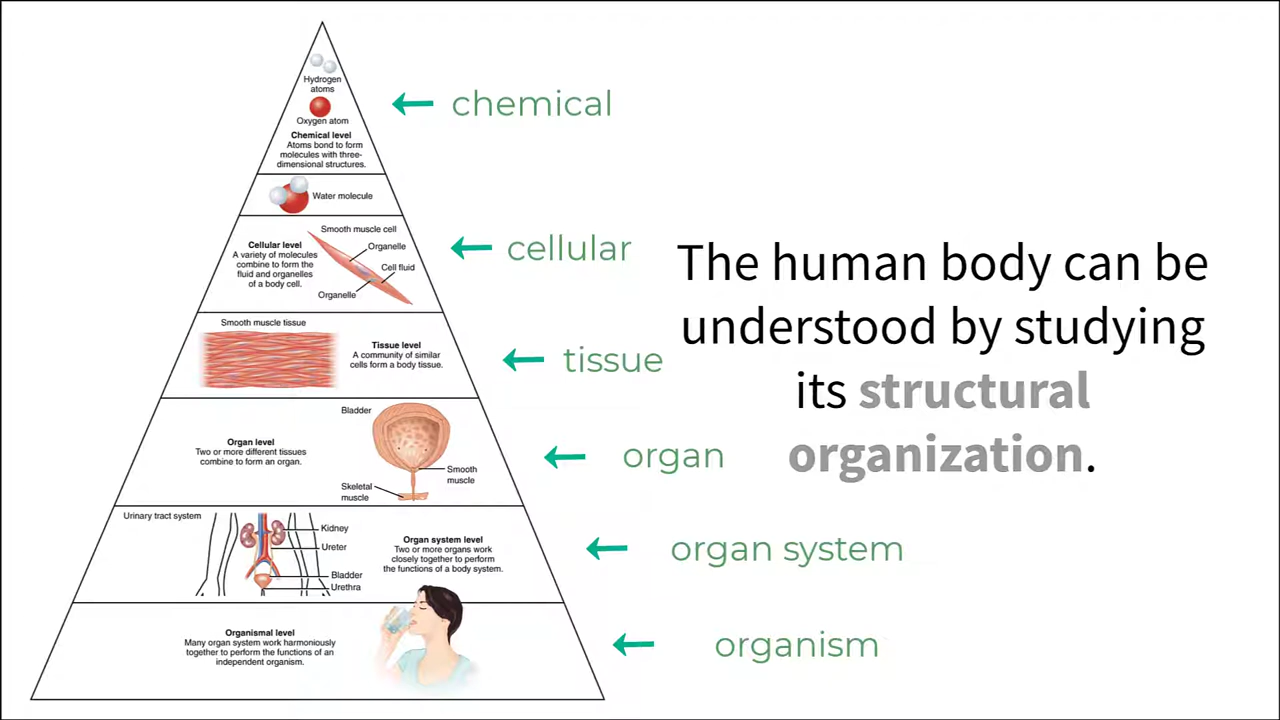 Hydrogen
atoms
Oxygen atom
Chemical level
Atoms bond to form
molecules with three-
dimensional structures.
chemical
Water molecule
Smooth muscle cell
Organelle
Cell fluid
Organelle
Cellular level
A variety of molecules
combine to form the
fluid and organelles
of a body cell.
cellular
Smooth muscle tissue
Tissue level
A community of similar
cells form a body tissue.
tissue
Bladder
Organ level
Two or more different tissues
combine to form an organ.
Smooth
muscle
Skeletal
muscle
organ
Urinary tract system
Kidney
Ureter
Bladder
Urethra
Organ system level
Two or more organs work
closely together to perform
the functions of a body system.
organ system
Organismal level
Many organ system work harmoniously
together to perform the functions of an
independent organism.
organism
The human body can be
understood by studying
its structural
organization.